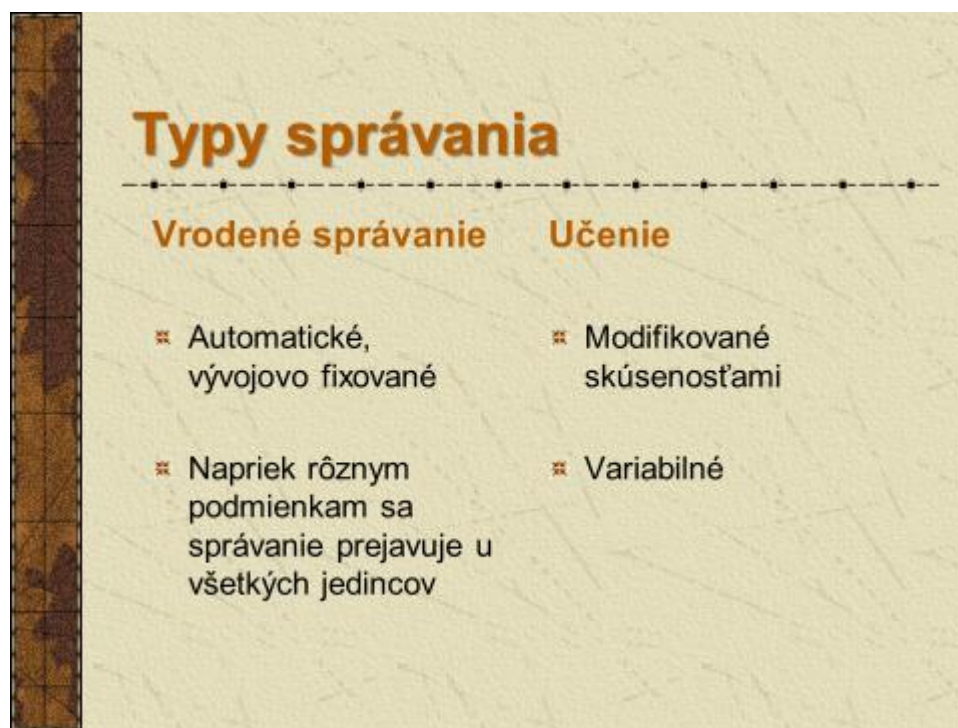 Typy správania
Vrodené správanie
Automatické,
vývojovo fixované
Napriek rôznym
podmienkam sa
správanie prejavuje u
všetkých jedincov
Učenie
Modifikované
skúsenosťami
Variabilné